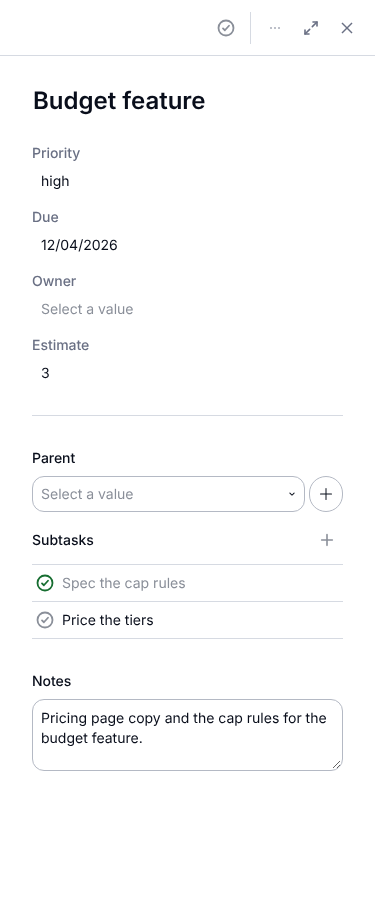 Budget feature
Priority
high
Due
12/04/2026
Owner
Select a value
Estimate
3
Parent
Select a value
Subtasks
Spec the cap rules
Price the tiers
Notes
Pricing page copy and the cap rules for the
budget feature.